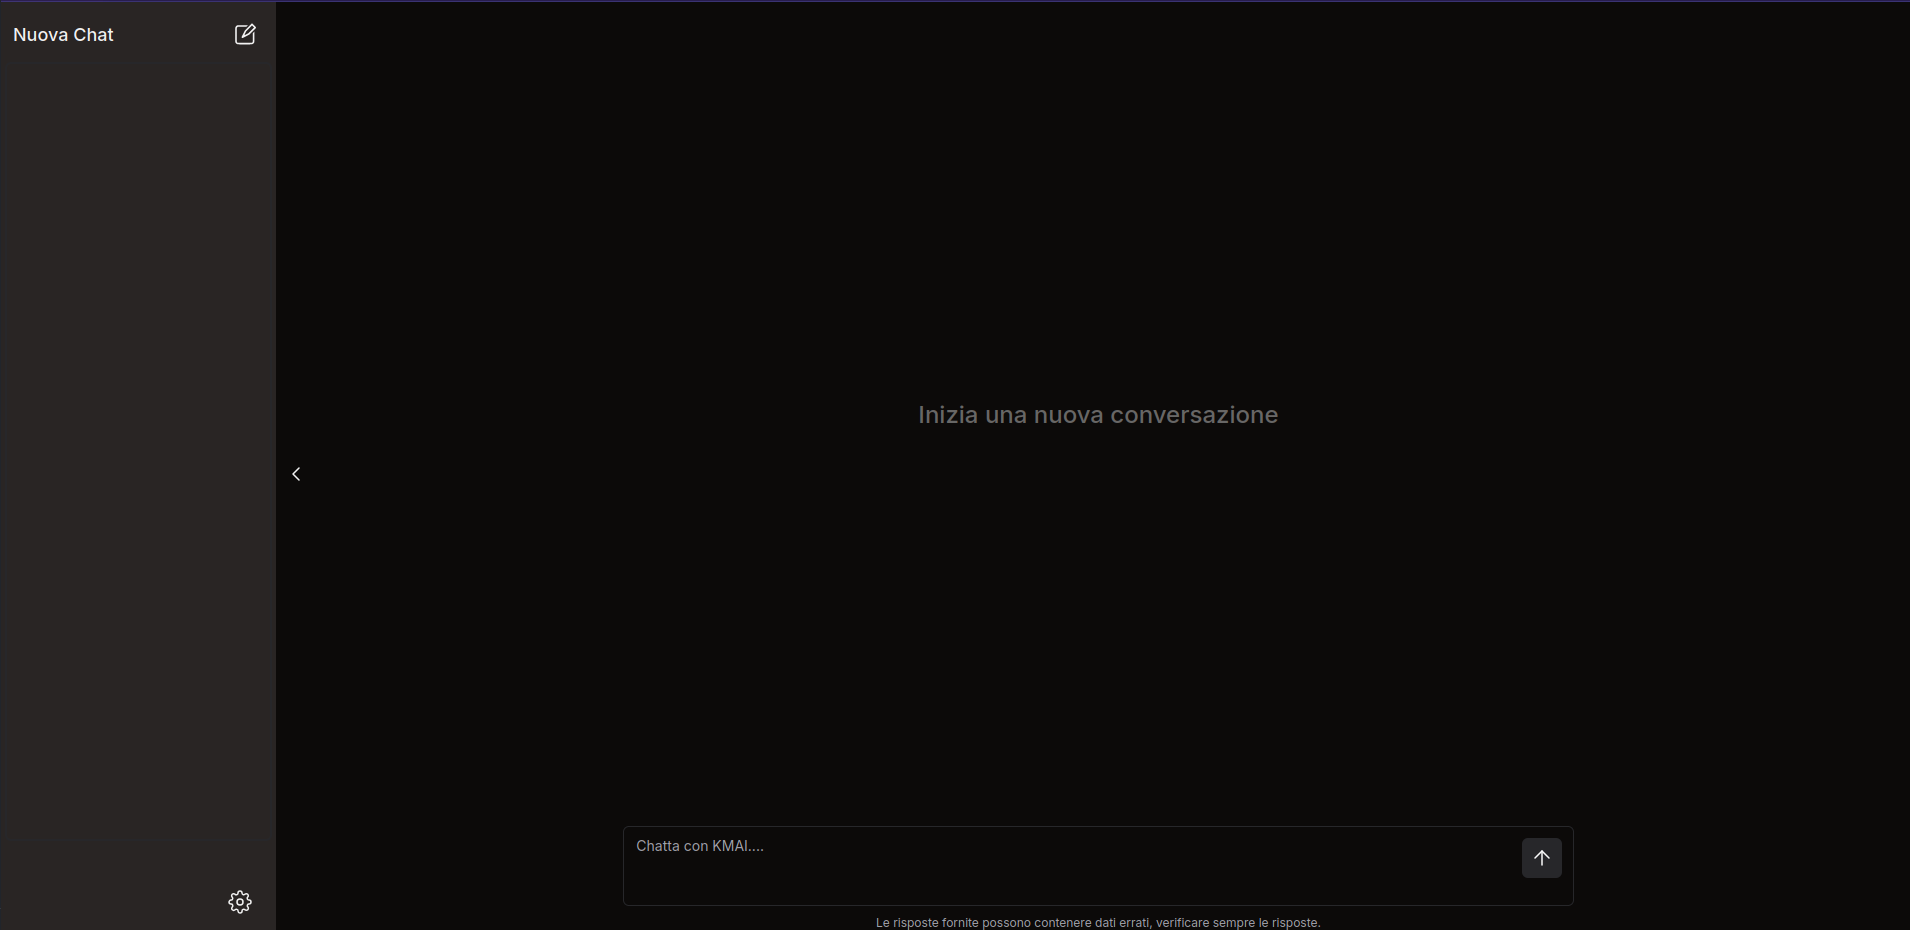 Nuova Chat
Inizia una nuova conversazione
Chatta con KMAI....
Le risposte fornite possono contenere dati errati, verificare sempre le risposte.